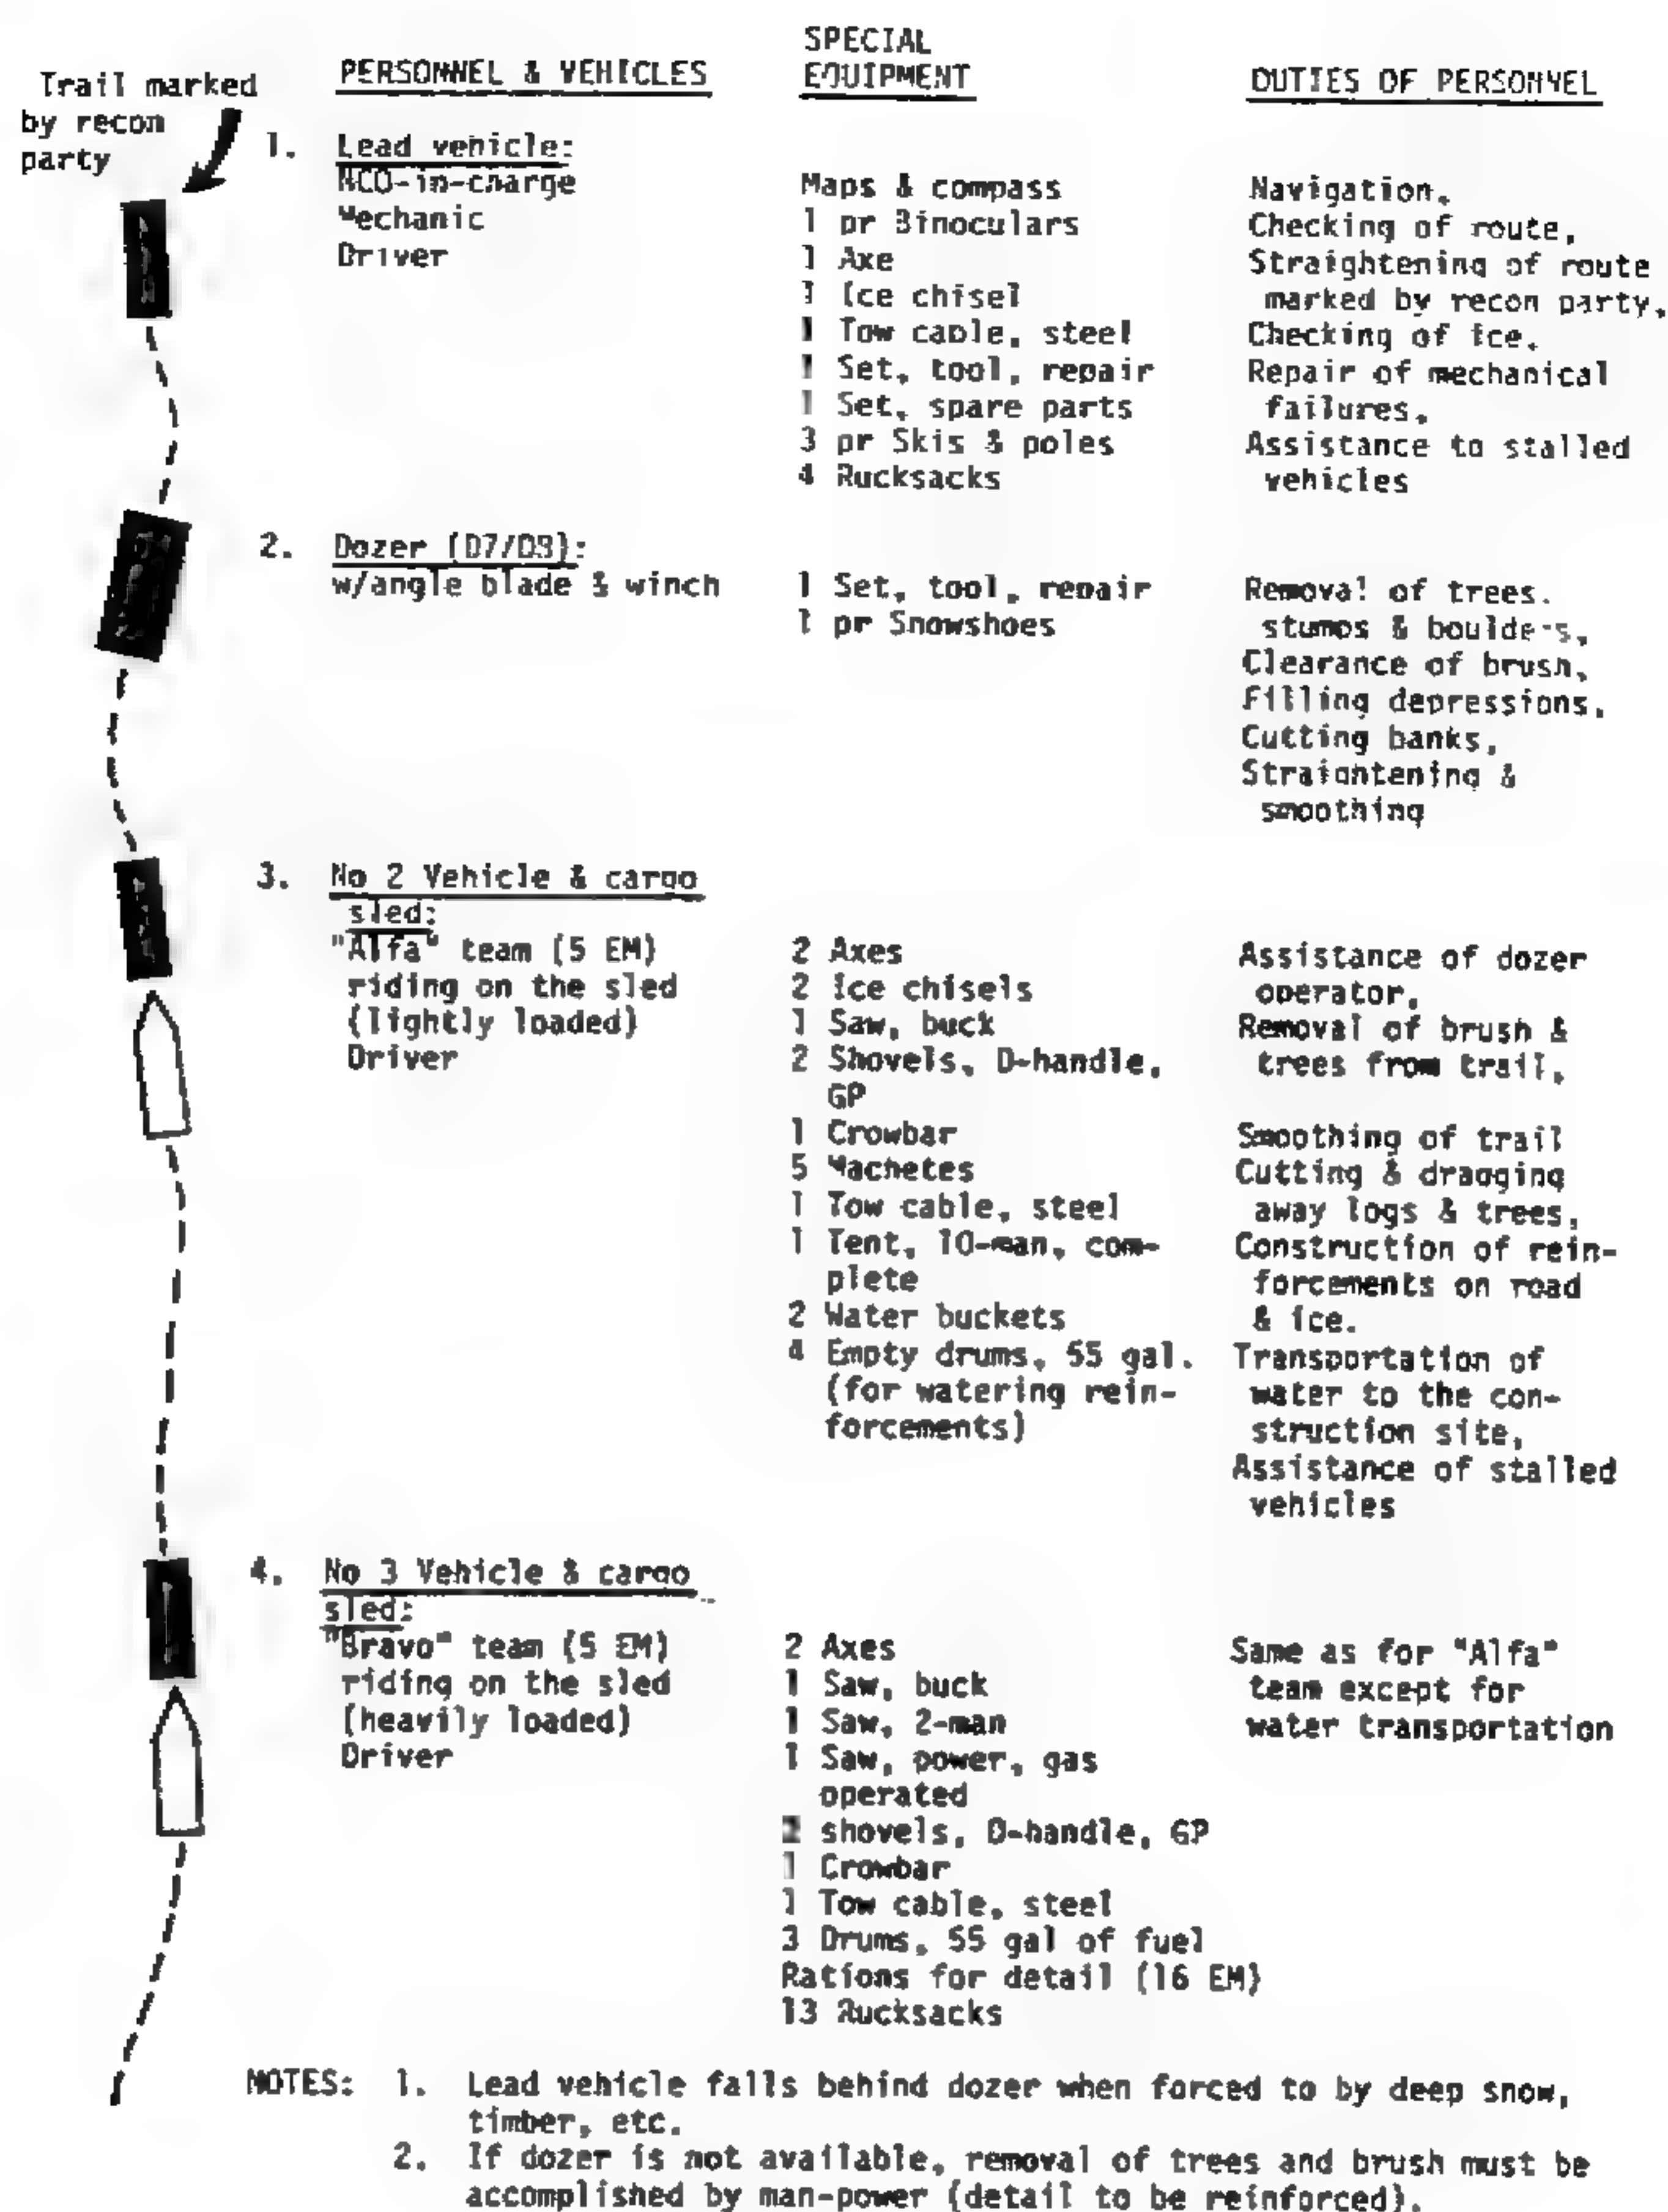 Trail marked
by recon
party
PERSONNEL & VEHICLES
SPECIAL
EQUIPMENT
DUTIES OF PERSONNEL
1. Lead vehicle:
NCO-in-charge
Mechanic
Driver
Maps & compass
1 pr Binoculars
1 Axe
1 Ice chisel
1 Tow cable, steel
1 Set, tool, repair
1 Set, spare parts
3 pr Skis & poles
4 Rucksacks
Navigation,
Checking of route,
Straightening of route
marked by recon party,
Checking of ice.
Repair of mechanical
failures,
Assistance to stalled
vehicles
2. Dozer (D7/D8):
w/angle blade & winch
1 Set, tool, repair
1 pr Snowshoes
Removal of trees.
stumps & boulders,
Clearance of brush,
Filling depressions,
Cutting banks,
Straightening &
smoothing
3. No 2 Vehicle & cargo
sled:
"Alfa" team (5 EM)
riding on the sled
(lightly loaded)
Driver
2 Axes
2 Ice chisels
1 Saw, buck
2 Shovels, D-handle,
GP
1 Crowbar
5 Machetes
1 Tow cable, steel
1 Tent, 10-man, com-
plete
2 Water buckets
4 Empty drums, 55 gal.
(for watering rein-
forcements)
Assistance of dozer
operator,
Removal of brush &
trees from trail,
Smoothing of trail
Cutting & dragging
away logs & trees,
Construction of rein-
forcements on road
& ice.
Transportation of
water to the con-
struction site,
Assistance of stalled
vehicles
4. No 3 Vehicle & cargo
sled:
"Bravo" team (5 EM)
riding on the sled
(heavily loaded)
Driver
2 Axes
1 Saw, buck
1 Saw, 2-man
1 Saw, power, gas
operated
2 shovels, D-handle, GP
1 Crowbar
1 Tow cable, steel
3 Drums, 55 gal of fuel
Rations for detail (16 EM)
13 Rucksacks
Same as for "Alfa"
team except for
water transportation
NOTES: 1. Lead vehicle falls behind dozer when forced to by deep snow,
timber, etc.
2. If dozer is not available, removal of trees and brush must be
accomplished by man-power (detail to be reinforced).